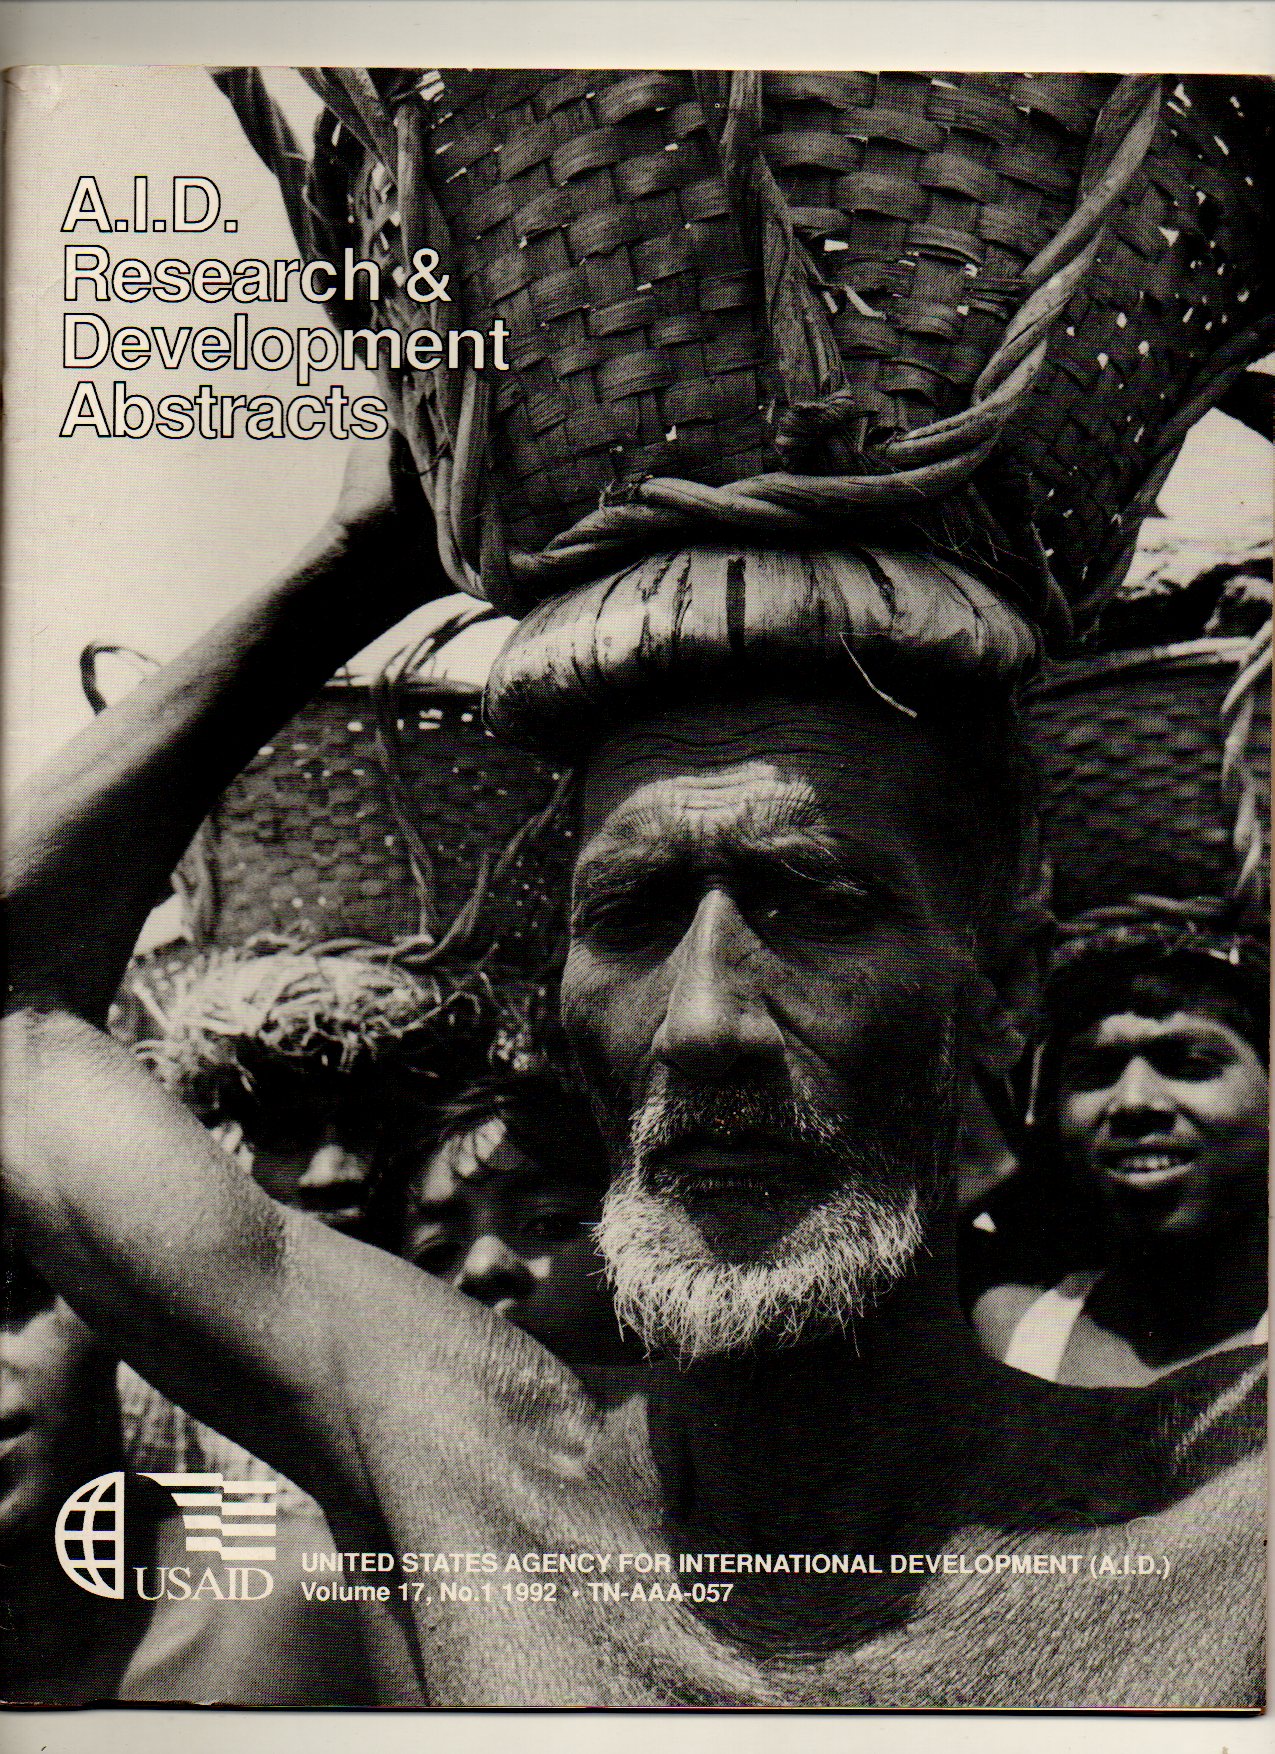 A.I.D.
Research &
Development
Abstracts
USAID
UNITED STATES AGENCY FOR INTERNATIONAL DEVELOPMENT (A.I.D.)
Volume 17, No.1 1992 • TN-AAA-057